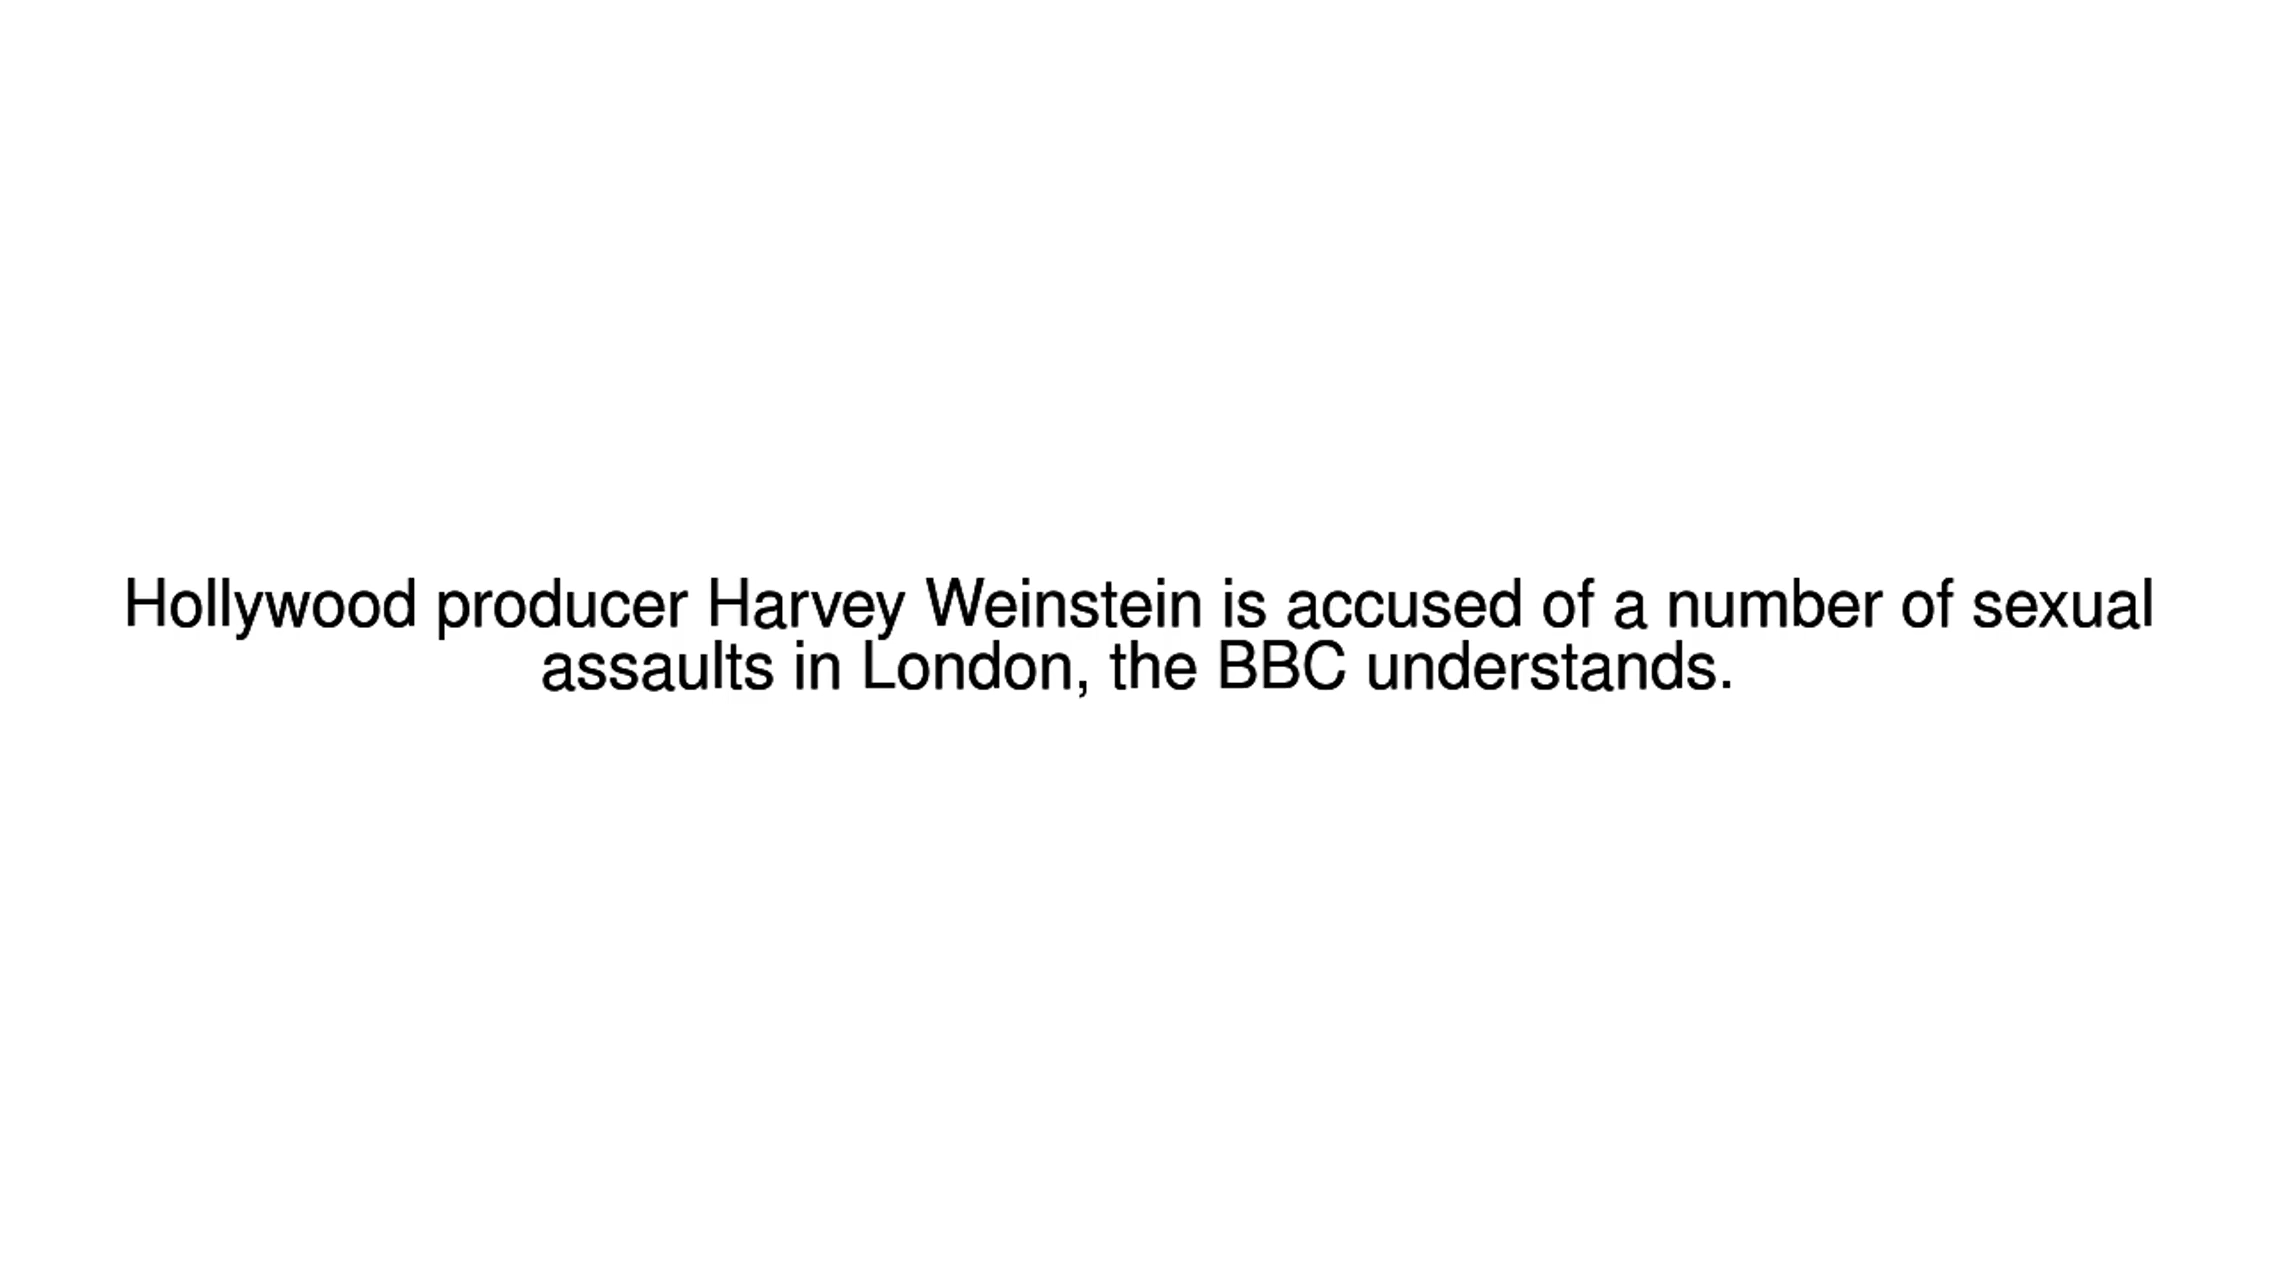 Hollywood producer Harvey Weinstein is accused of a number of sexual
assaults in London, the BBC understands.